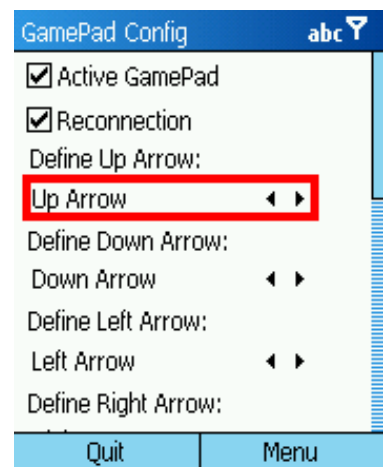 GamePad Config abc
Active GamePad
Reconnection
Define Up Arrow:
Up Arrow
Define Down Arrow:
Down Arrow
Define Left Arrow:
Left Arrow
Define Right Arrow:
Quit Menu